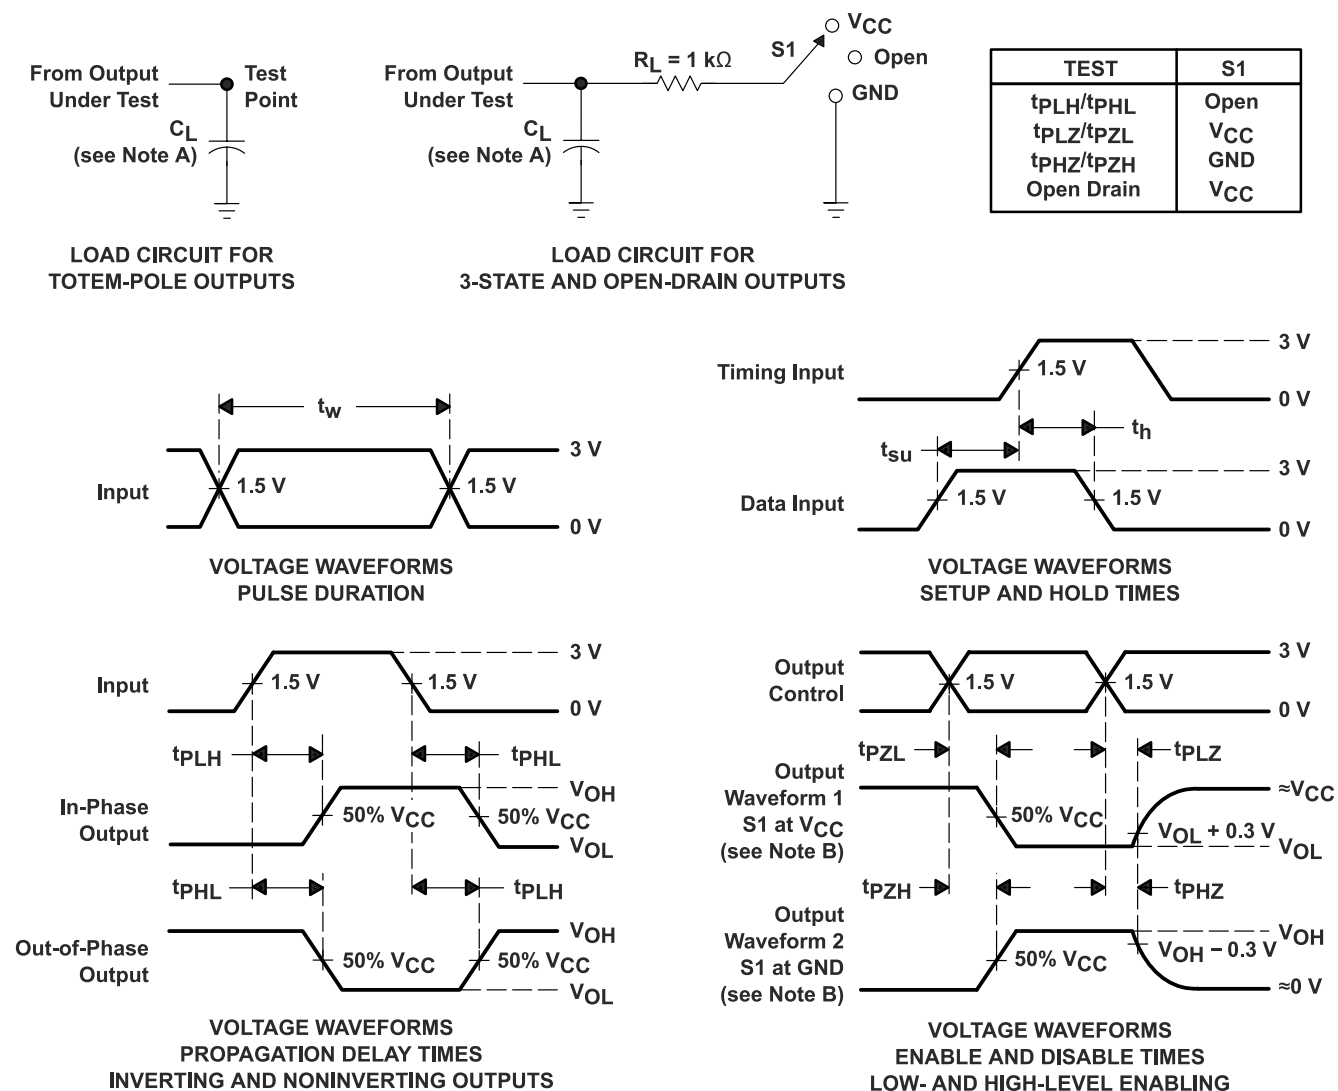 From Output
Under Test
Test
Point
CL
(see Note A)
LOAD CIRCUIT FOR
TOTEM-POLE OUTPUTS
From Output
Under Test
RL = 1 kΩ
S1
VCC
Open
GND
CL
(see Note A)
LOAD CIRCUIT FOR
3-STATE AND OPEN-DRAIN OUTPUTS
TEST S1
tPLH/tPHL Open
tPLZ/tPZL VCC
tPHZ/tPZH GND
Open Drain VCC
tw
Input
1.5 V
1.5 V
3 V
0 V
VOLTAGE WAVEFORMS
PULSE DURATION
Timing Input
1.5 V
3 V
0 V
tsu
th
Data Input
1.5 V
1.5 V
3 V
0 V
VOLTAGE WAVEFORMS
SETUP AND HOLD TIMES
Input
1.5 V
1.5 V
3 V
0 V
tPLH
tPHL
In-Phase
Output
50% VCC
50% VCC
VOH
VOL
tPHL
tPLH
Out-of-Phase
Output
50% VCC
50% VCC
VOH
VOL
VOLTAGE WAVEFORMS
PROPAGATION DELAY TIMES
INVERTING AND NONINVERTING OUTPUTS
Output
Control
1.5 V
1.5 V
3 V
0 V
tPZL
tPLZ
Output
Waveform 1
S1 at VCC
(see Note B)
50% VCC
VOL + 0.3 V
≈VCC
VOL
tPZH
tPHZ
Output
Waveform 2
S1 at GND
(see Note B)
50% VCC
VOH − 0.3 V
VOH
≈0 V
VOLTAGE WAVEFORMS
ENABLE AND DISABLE TIMES
LOW- AND HIGH-LEVEL ENABLING